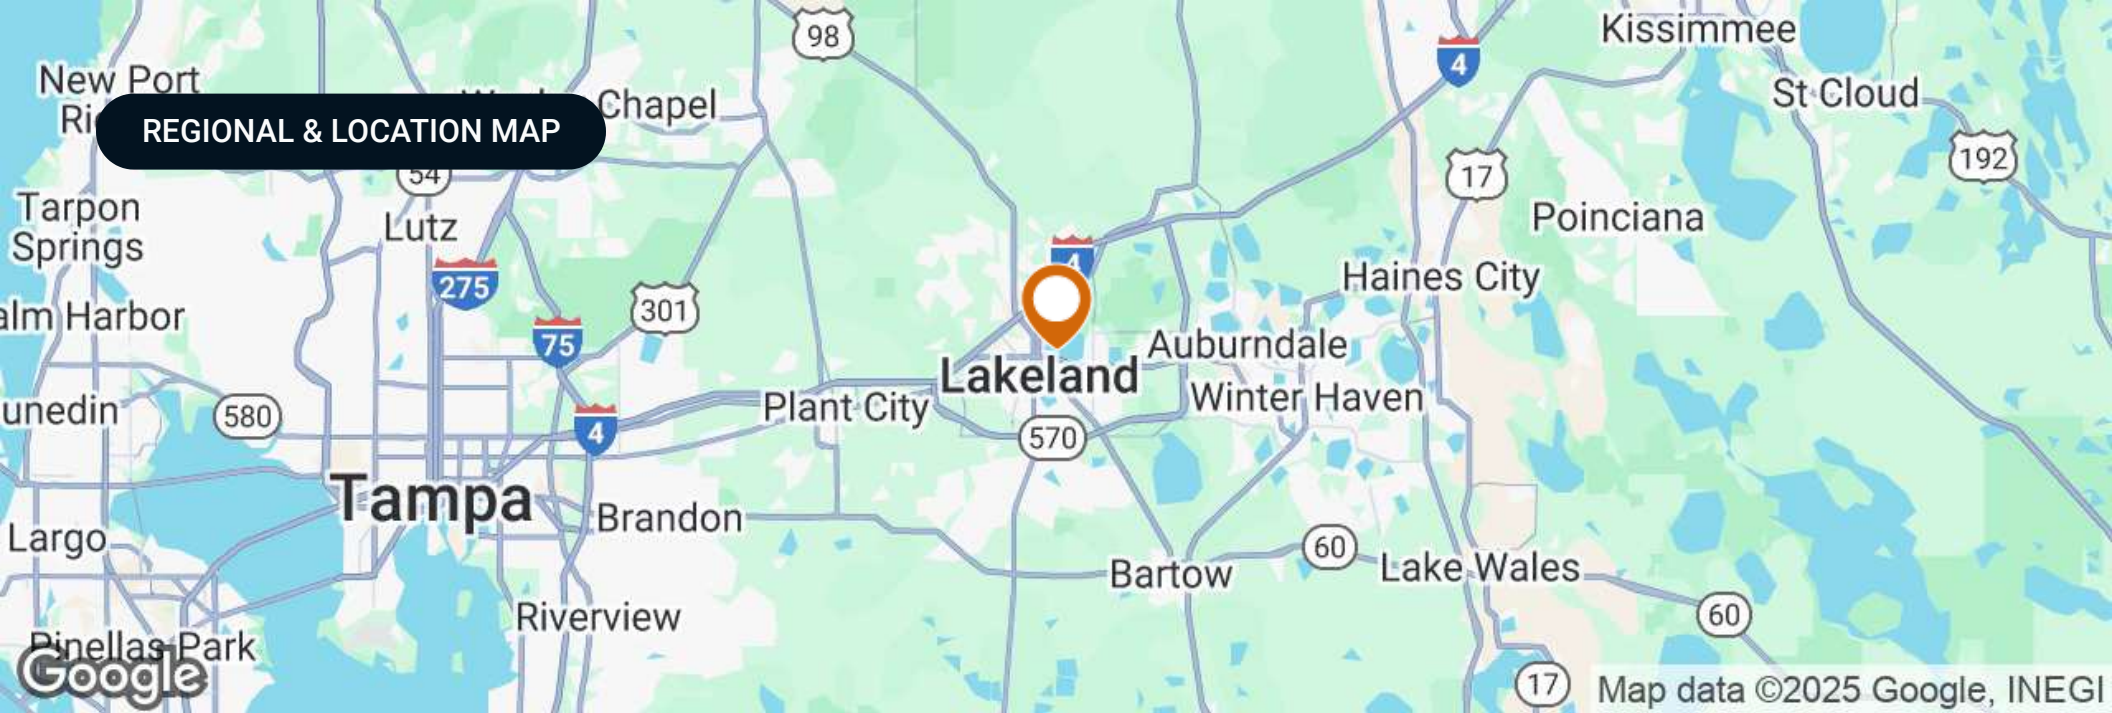 98
Kissimmee
4
New Port
St Cloud
Chapel
REGIONAL & LOCATION MAP
192
54
17
Tarpon
Springs
Lutz
Poinciana
4
275
Haines City
301
alm Harbor
75
Auburndale
Lakeland
Winter Haven
Plant City
unedin
580
4
570
Tampa
Brandon
Largo
60
Bartow
Lake Wales
Riverview
60
Pinellas Park
Google
17
Map data ©2025 Google, INEGI